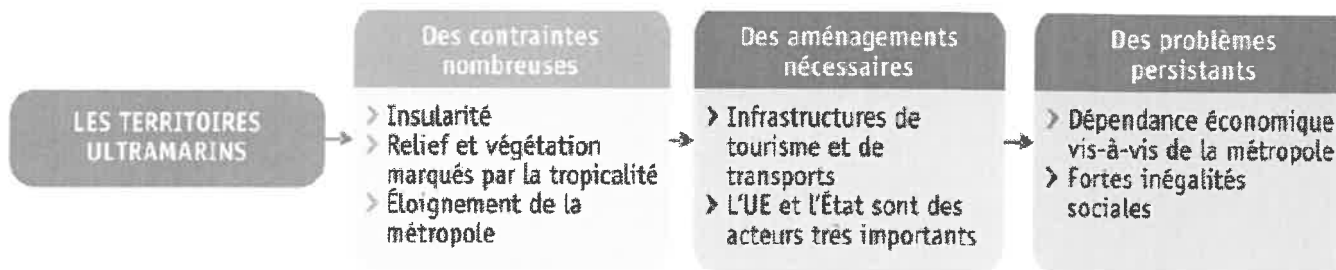 LES TERRITOIRES
ULTRAMARINS
Des contraintes
nombreuses
> Insularité
> Relief et végétation
marqués par la tropicalité
> Éloignement de la
métropole
Des aménagements
nécessaires
> Infrastructures de
tourisme et de
transports
> L'UE et l'État sont des
acteurs très importants
Des problèmes
persistants
> Dépendance économique
vis-à-vis de la métropole
> Fortes inégalités
sociales